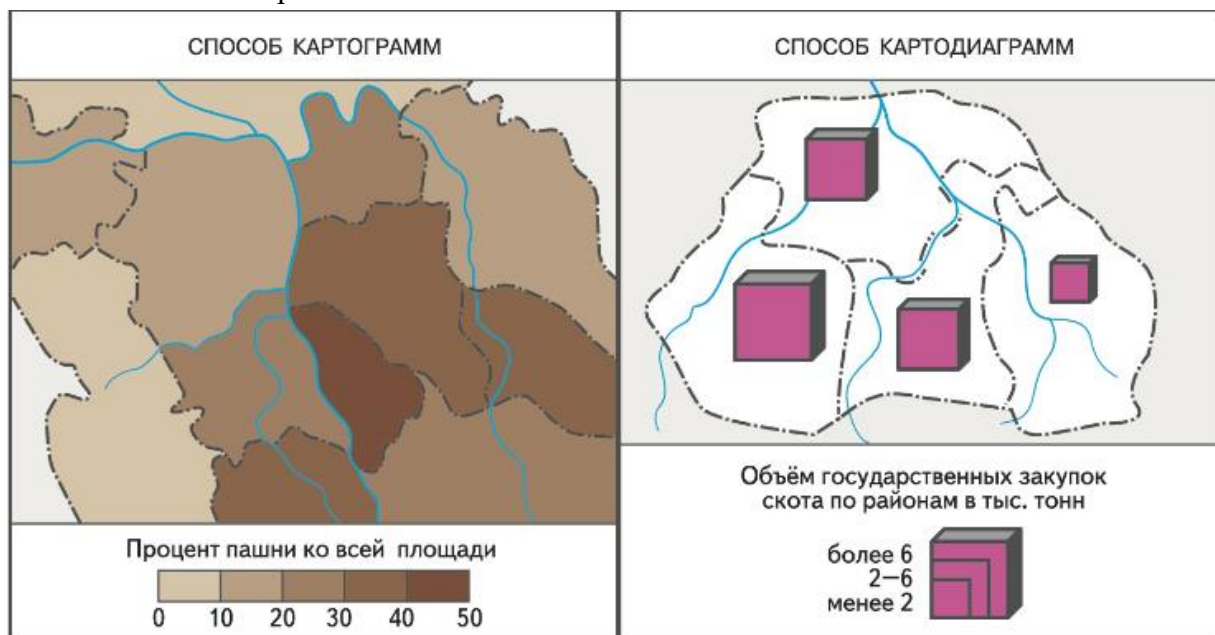 СПОСОБ КАРТОГРАММ
Процент пашни ко всей площади
0 10 20 30 40 50
СПОСОБ КАРТОДИАГРАММ
Объём государственных закупок
скота по районам в тыс. тонн
более 6
2–6
менее 2